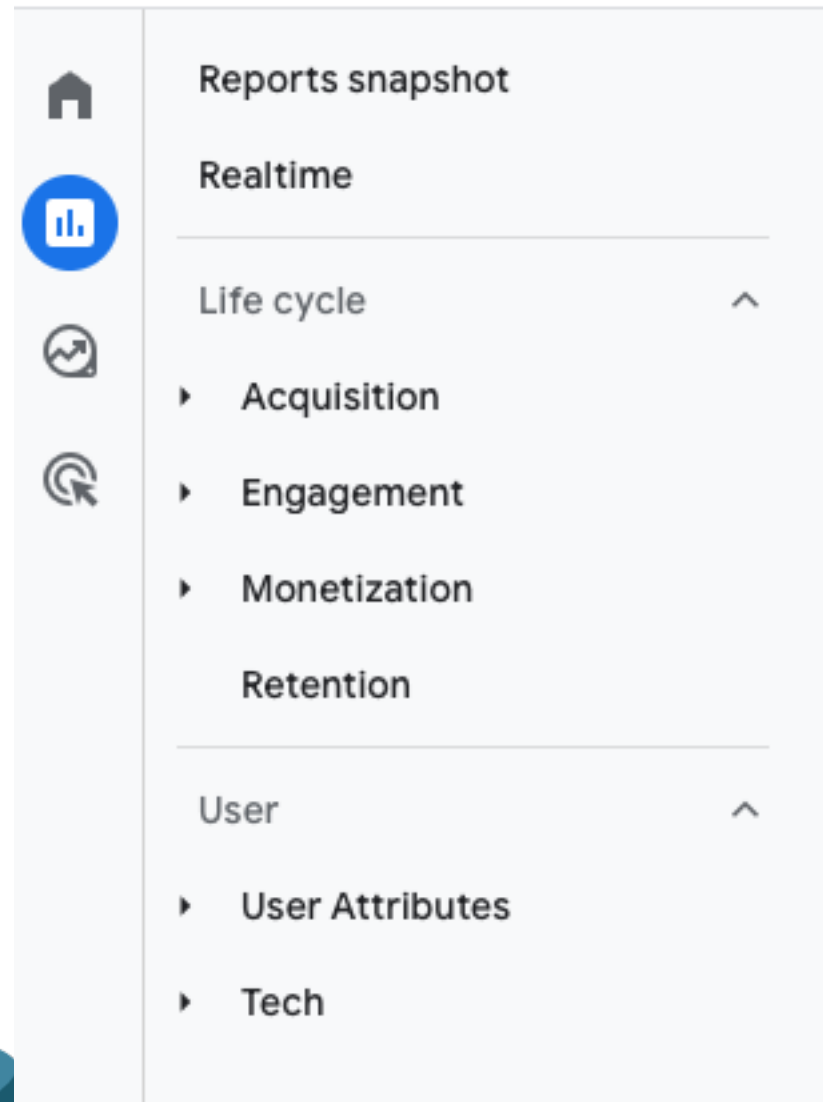 Reports snapshot
Realtime
Life cycle
Acquisition
Engagement
Monetization
Retention
User
User Attributes
Tech